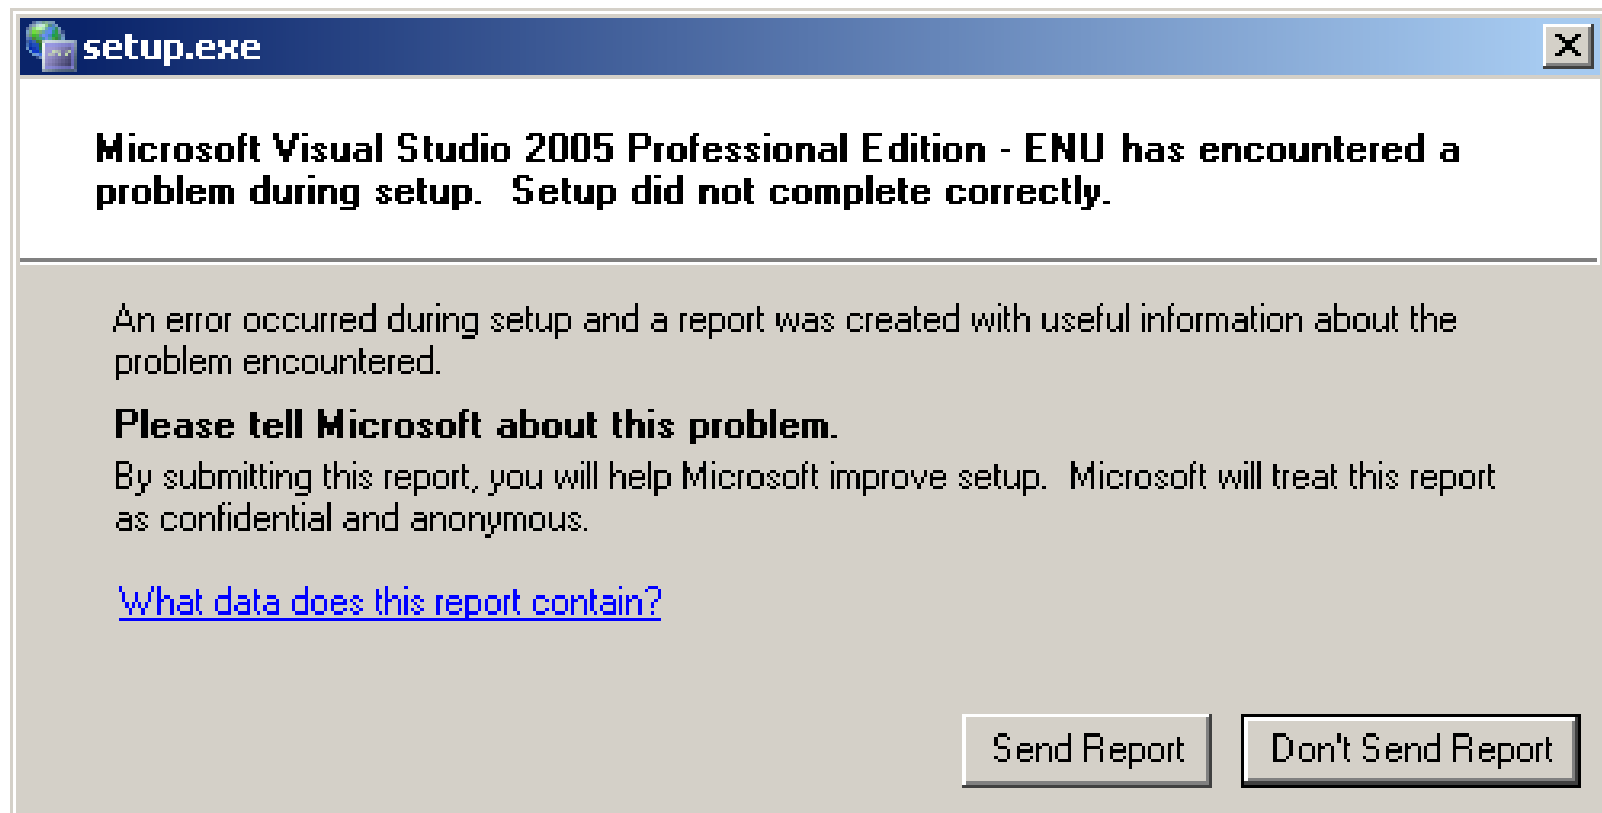 setup.exe
Microsoft Visual Studio 2005 Professional Edition - ENU has encountered a
problem during setup.  Setup did not complete correctly.
An error occurred during setup and a report was created with useful information about the
problem encountered.
Please tell Microsoft about this problem.
By submitting this report, you will help Microsoft improve setup.  Microsoft will treat this report
as confidential and anonymous.
What data does this report contain?
Send Report
Don't Send Report